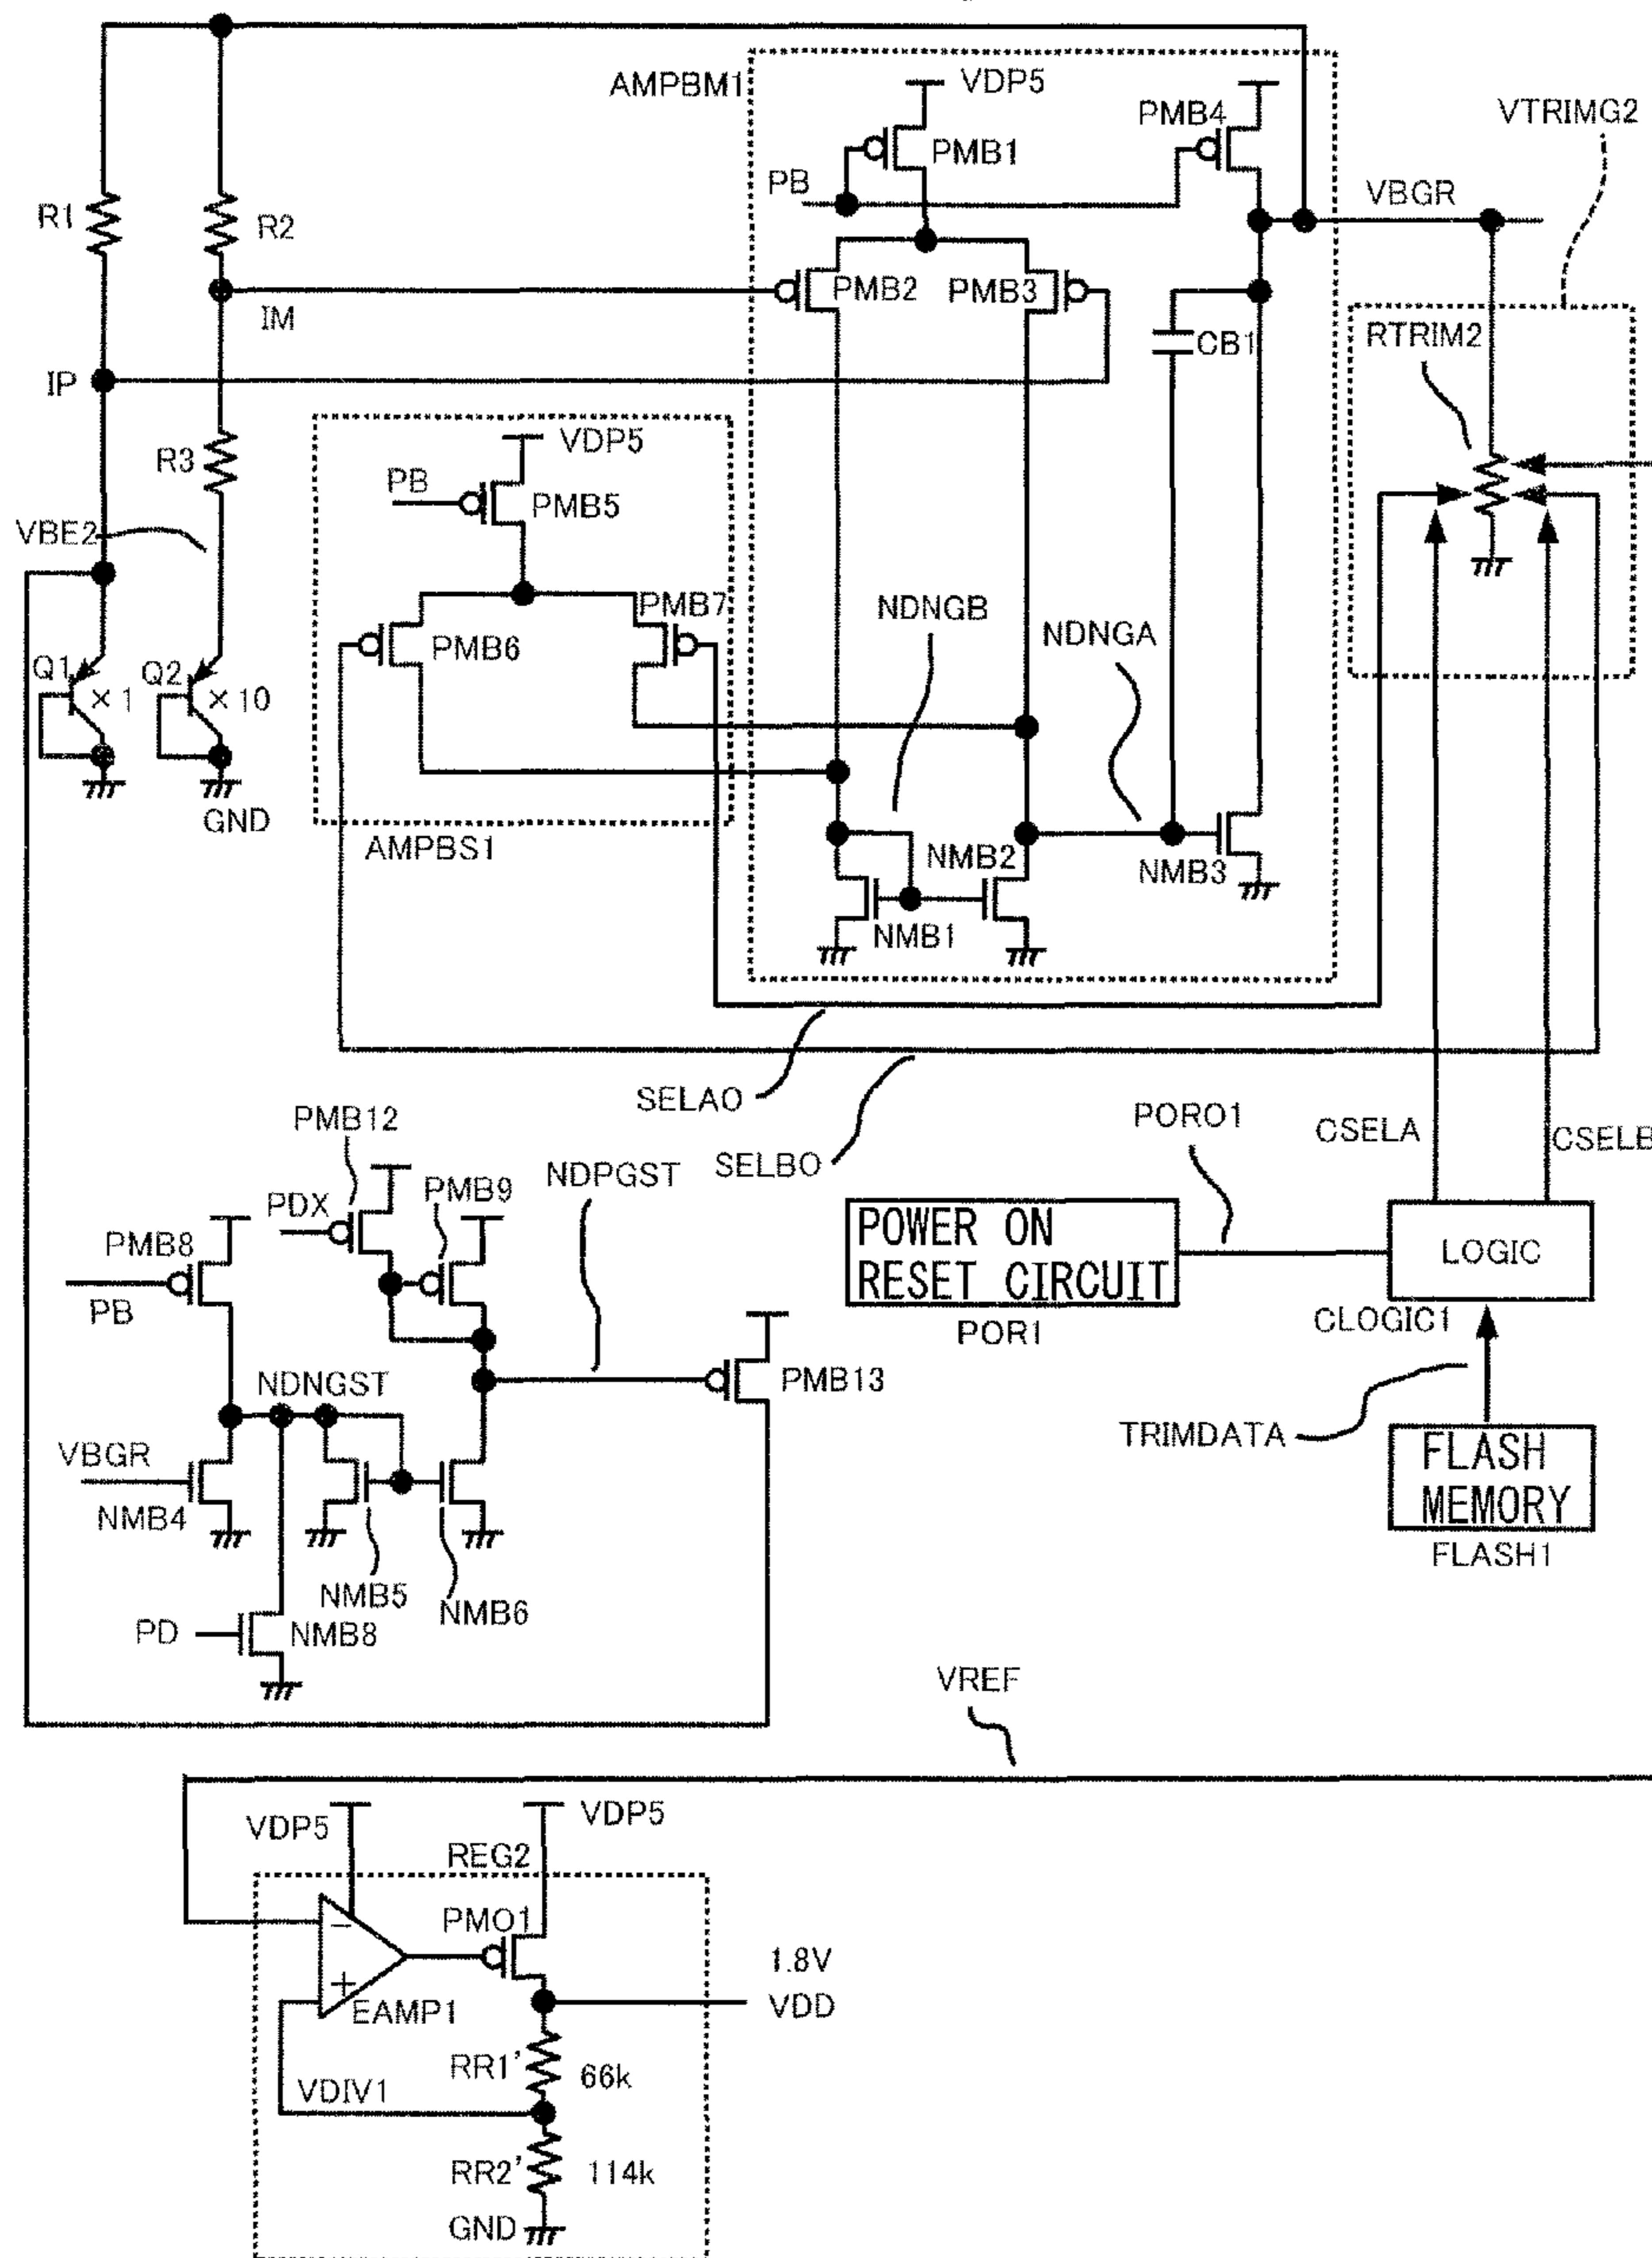 AMPBM1
VDP5
PMB4
VTRIMG2
PMB1
PB
VBGR
R1
R2
PMB2
PMB3
IM
CB1
RTRIM2
IP
VDP5
R3
PB
PMB5
VBE2
NDNGB
PMB7
NDNGA
PMB6
Q1
×1
Q2
×10
GND
AMPBS1
NMB2
NMB3
NMB1
SELAO
PMB12
PORO1
CSELA
CSELB
SELBO
NDPGST
PMB9
PDX
PMB8
POWER ON
RESET CIRCUIT
LOGIC
PB
POR1
CLOGIC1
PMB13
NDNGST
TRIMDATA
VBGR
FLASH
MEMORY
NMB4
FLASH1
NMB5
NMB6
PD
NMB8
VREF
VDP5
VDP5
REG2
PMO1
−
1.8V
+
EAMP1
VDD
RR1'
66k
VDIV1
RR2'
114k
GND